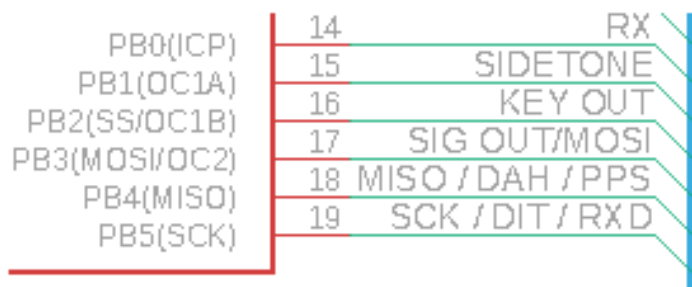 PB0(ICP) 14 RX
PB1(OC1A) 15 SIDETONE
PB2(SS/OC1B) 16 KEY OUT
PB3(MOSI/OC2) 17 SIG OUT/MOSI
PB4(MISO) 18 MISO / DAH / PPS
PB5(SCK) 19 SCK / DIT / RXD